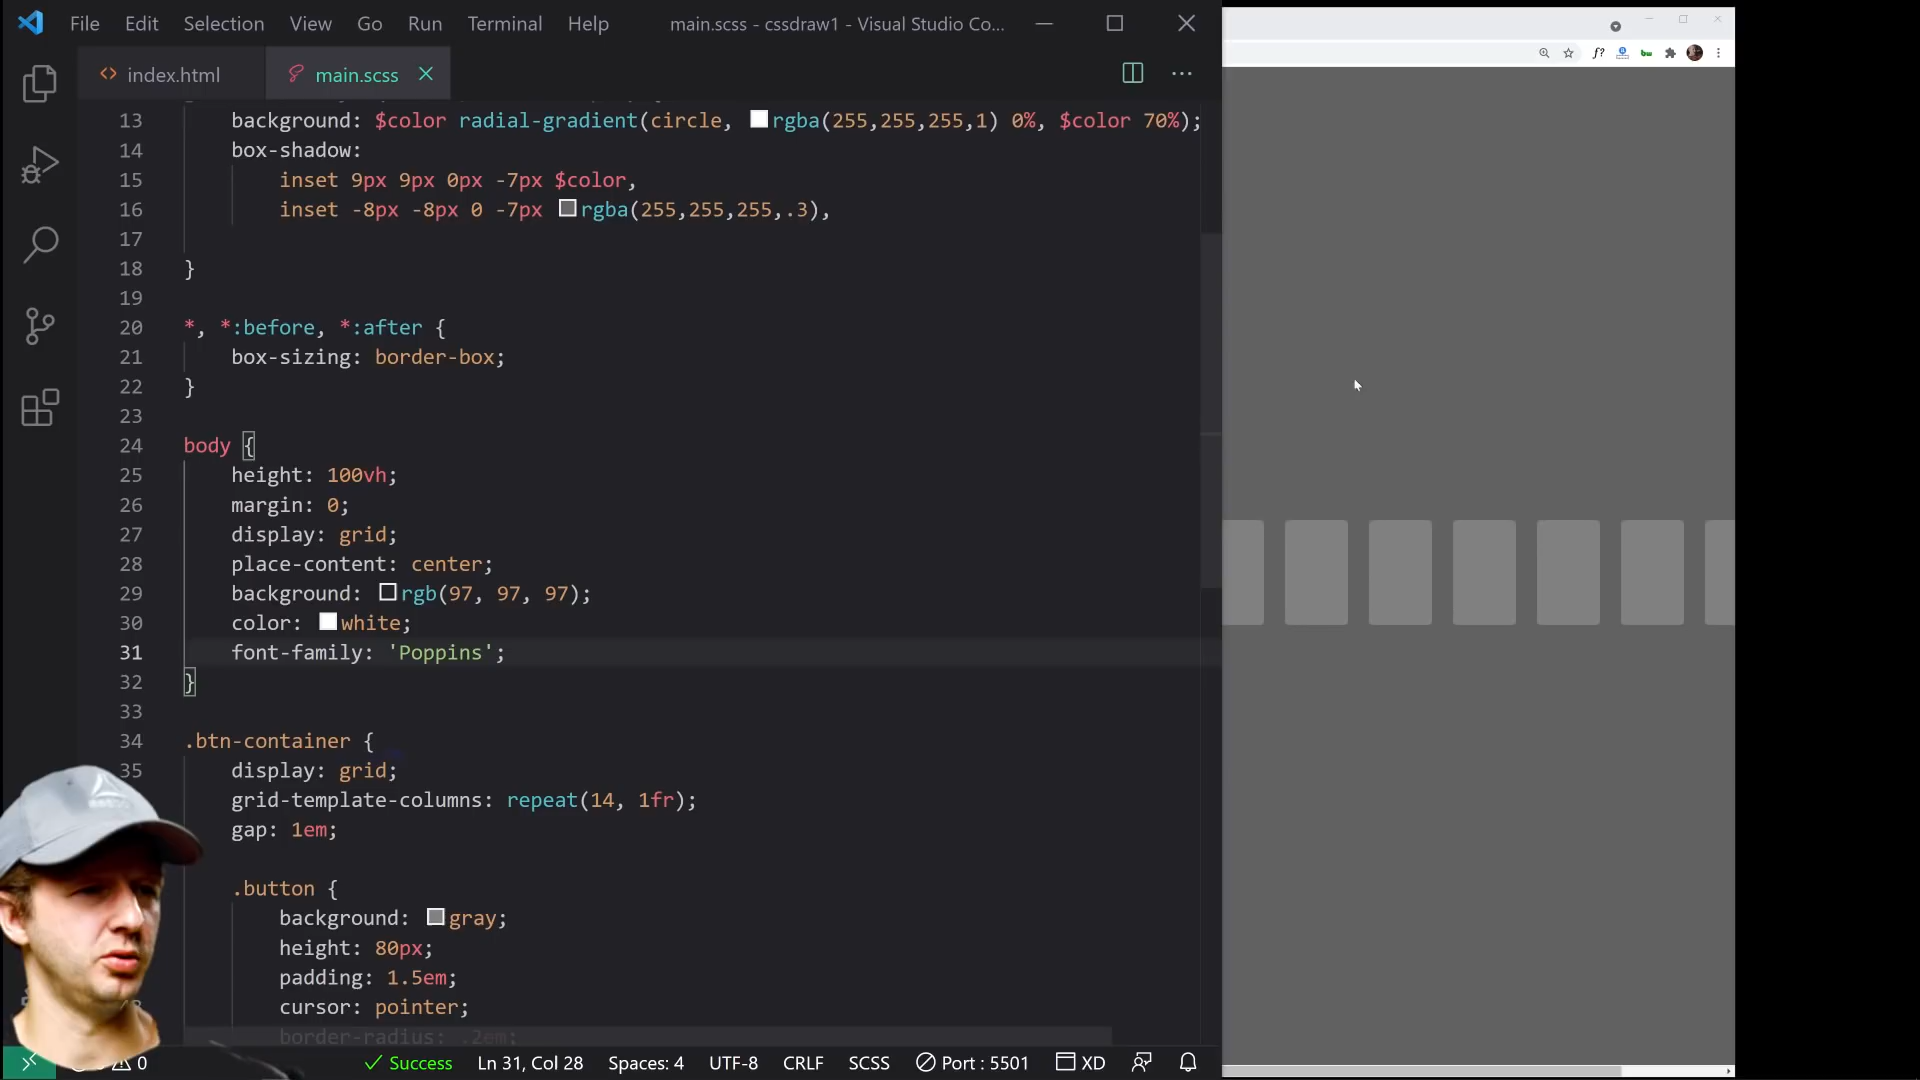 File Edit Selection View Go Run Terminal Help main.scss - cssdraw1 - Visual Studio Co...
index.html main.scss
13 background: $color radial-gradient(circle, rgba(255,255,255,1) 0%, $color 70%);
14 box-shadow:
15 inset 9px 9px 0px -7px $color,
16 inset -8px -8px 0 -7px rgba(255,255,255,.3),
17
18 }
19
20 *, *:before, *:after {
21 box-sizing: border-box;
22 }
23
24 body {
25 height: 100vh;
26 margin: 0;
27 display: grid;
28 place-content: center;
29 background: rgb(97, 97, 97);
30 color: white;
31 font-family: 'Poppins';
32 }
33
34 .btn-container {
35 display: grid;
grid-template-columns: repeat(14, 1fr);
gap: 1em;
.button {
background: gray;
height: 80px;
padding: 1.5em;
cursor: pointer;
border-radius: .2em;
0 Success Ln 31, Col 28 Spaces: 4 UTF-8 CRLF SCSS Port : 5501 XD
f?